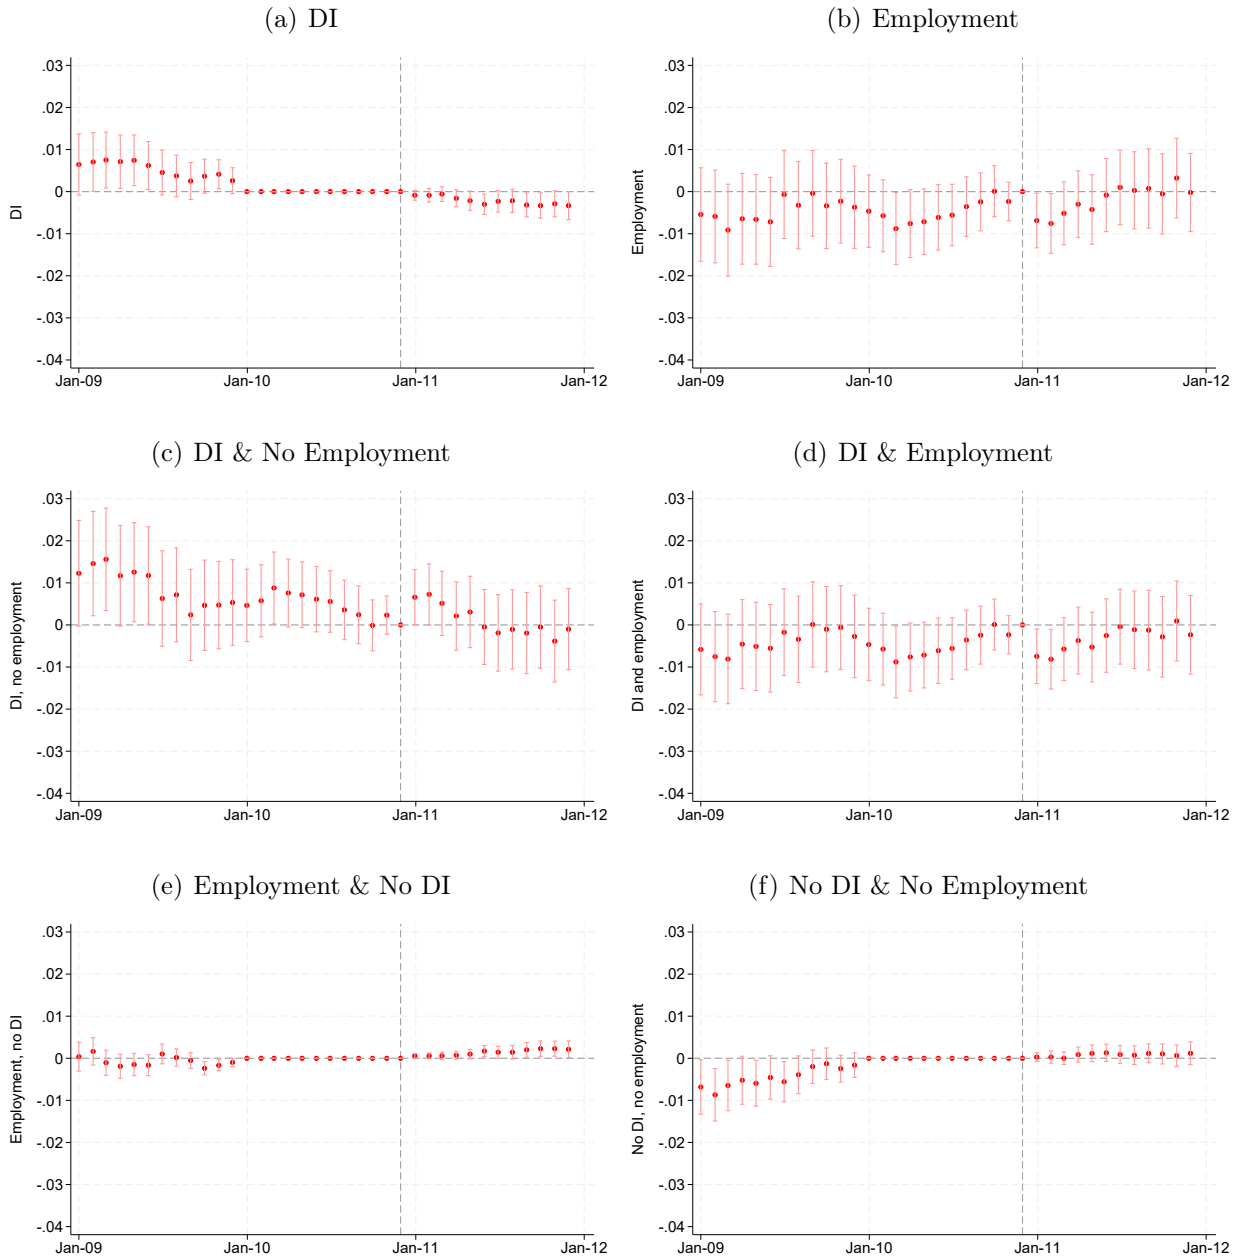 (a) DI
.03
.02
.01
0
-.01
-.02
-.03
-.04
DI
Jan-09
Jan-10
Jan-11
Jan-12
(b) Employment
.03
.02
.01
0
-.01
-.02
-.03
-.04
Employment
Jan-09
Jan-10
Jan-11
Jan-12
(c) DI & No Employment
.03
.02
.01
0
-.01
-.02
-.03
-.04
DI, no employment
Jan-09
Jan-10
Jan-11
Jan-12
(d) DI & Employment
.03
.02
.01
0
-.01
-.02
-.03
-.04
DI and employment
Jan-09
Jan-10
Jan-11
Jan-12
(e) Employment & No DI
.03
.02
.01
0
-.01
-.02
-.03
-.04
Employment, no DI
Jan-09
Jan-10
Jan-11
Jan-12
(f) No DI & No Employment
.03
.02
.01
0
-.01
-.02
-.03
-.04
No DI, no employment
Jan-09
Jan-10
Jan-11
Jan-12